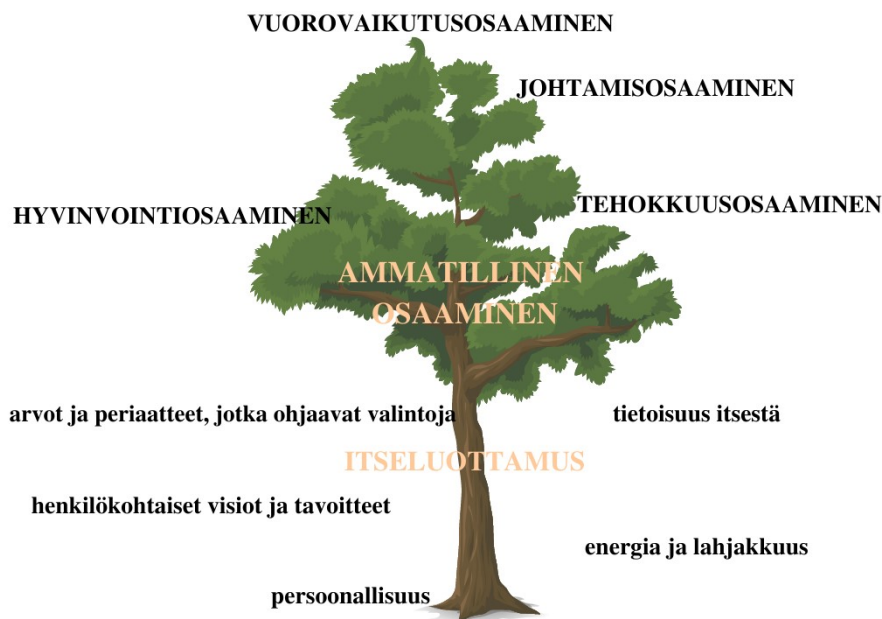 VUOROVAIKUTUSOSAAMINEN
JOHTAMISOSAAMINEN
HYVINVOINTIOSAAMINEN
TEHOKKUUSOSAAMINEN
AMMATILLINEN
OSAAMINEN
arvot ja periaatteet, jotka ohjaavat valintoja
tietoisuus itsestä
ITSELUOTTAMUS
henkilökohtaiset visiot ja tavoitteet
energia ja lahjakkuus
persoonallisuus